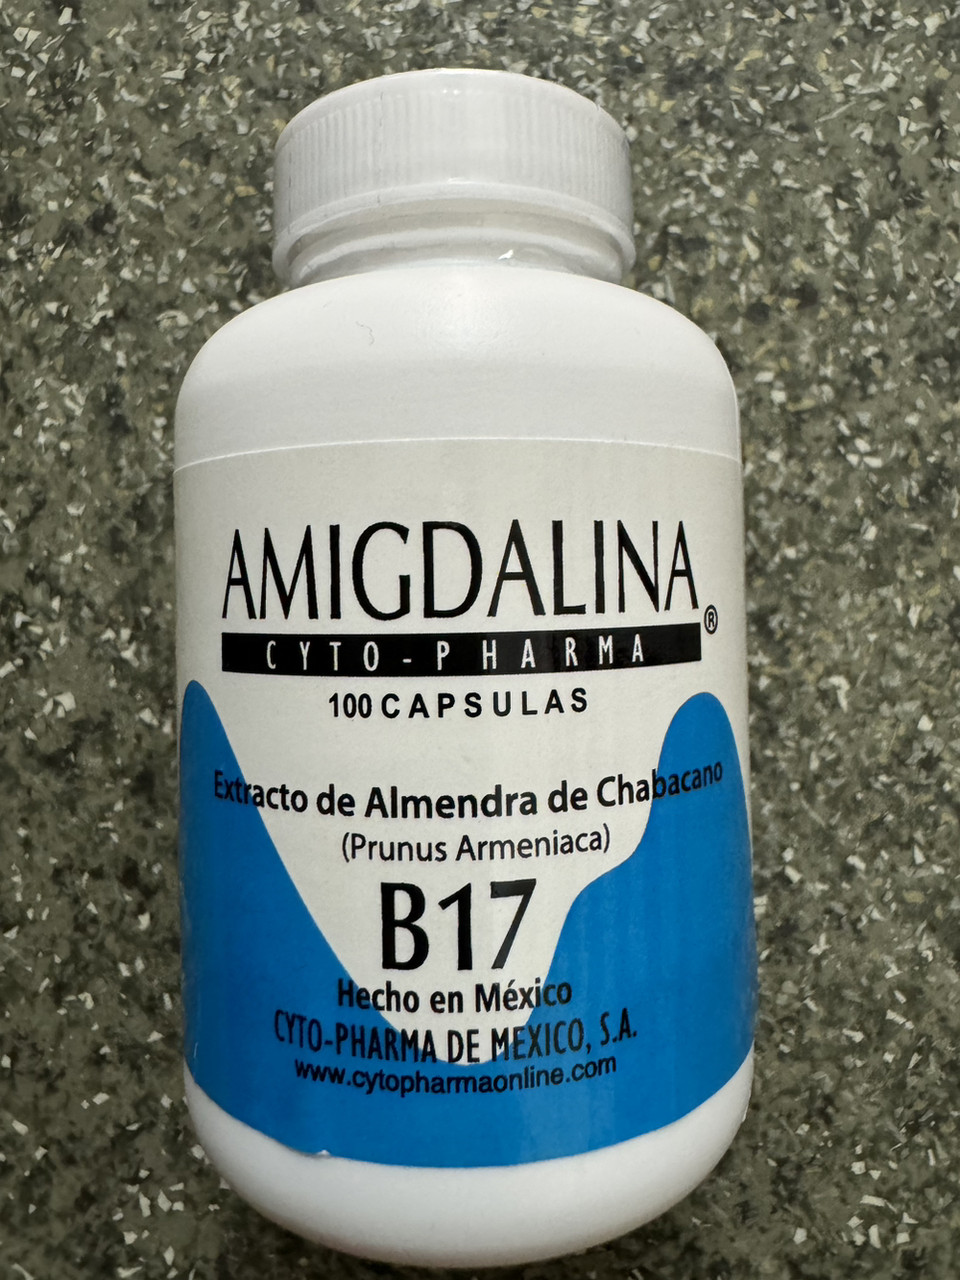 AMIGDALINA
®
CYTO-PHARMA
100 CAPSULAS
Extracto de Almendra de Chabacano
(Prunus Armeniaca)
B17
Hecho en México
CYTO-PHARMA DE MEXICO, S.A.
www.cytopharmaonline.com